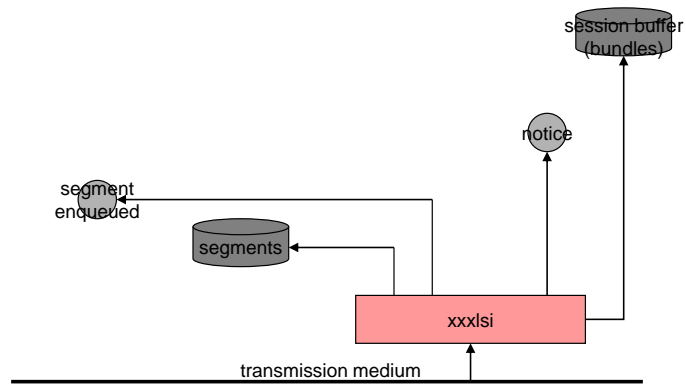 session buffer
(bundles)
notice
segment
enqueued
segments
xxxlsi
transmission medium